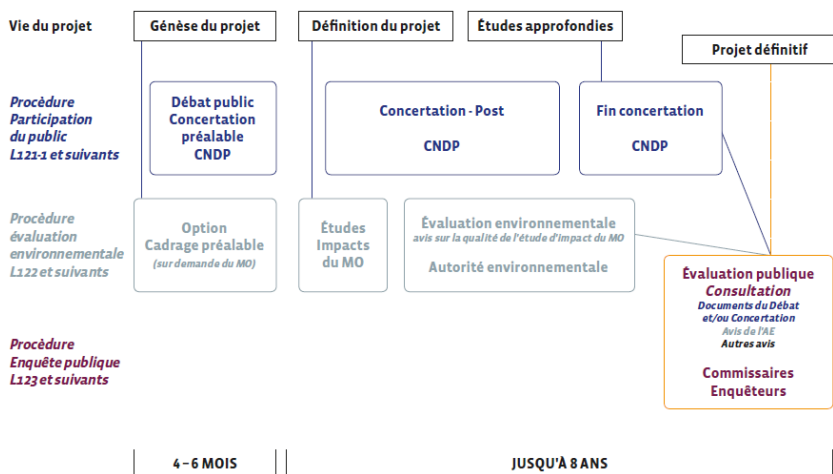 Vie du projet
Génèse du projet
Définition du projet
Études approfondies
Projet définitif
Procédure
Participation
du public
L121-1 et suivants
Débat public
Concertation
préalable
CNDP
Concertation - Post
CNDP
Fin concertation
CNDP
Procédure
évaluation
environnementale
L122 et suivants
Option
Cadrage préalable
(sur demande du MO)
Études
Impacts
du MO
Évaluation environnementale
avis sur la qualité de l'étude d'impact du MO
Autorité environnementale
Procédure
Enquête publique
L123 et suivants
Évaluation publique
Consultation
Documents du Débat
et/ou Concertation
Avis de l'AE
Autres avis
Commissaires
Enquêteurs
4 – 6 MOIS
JUSQU'À 8 ANS